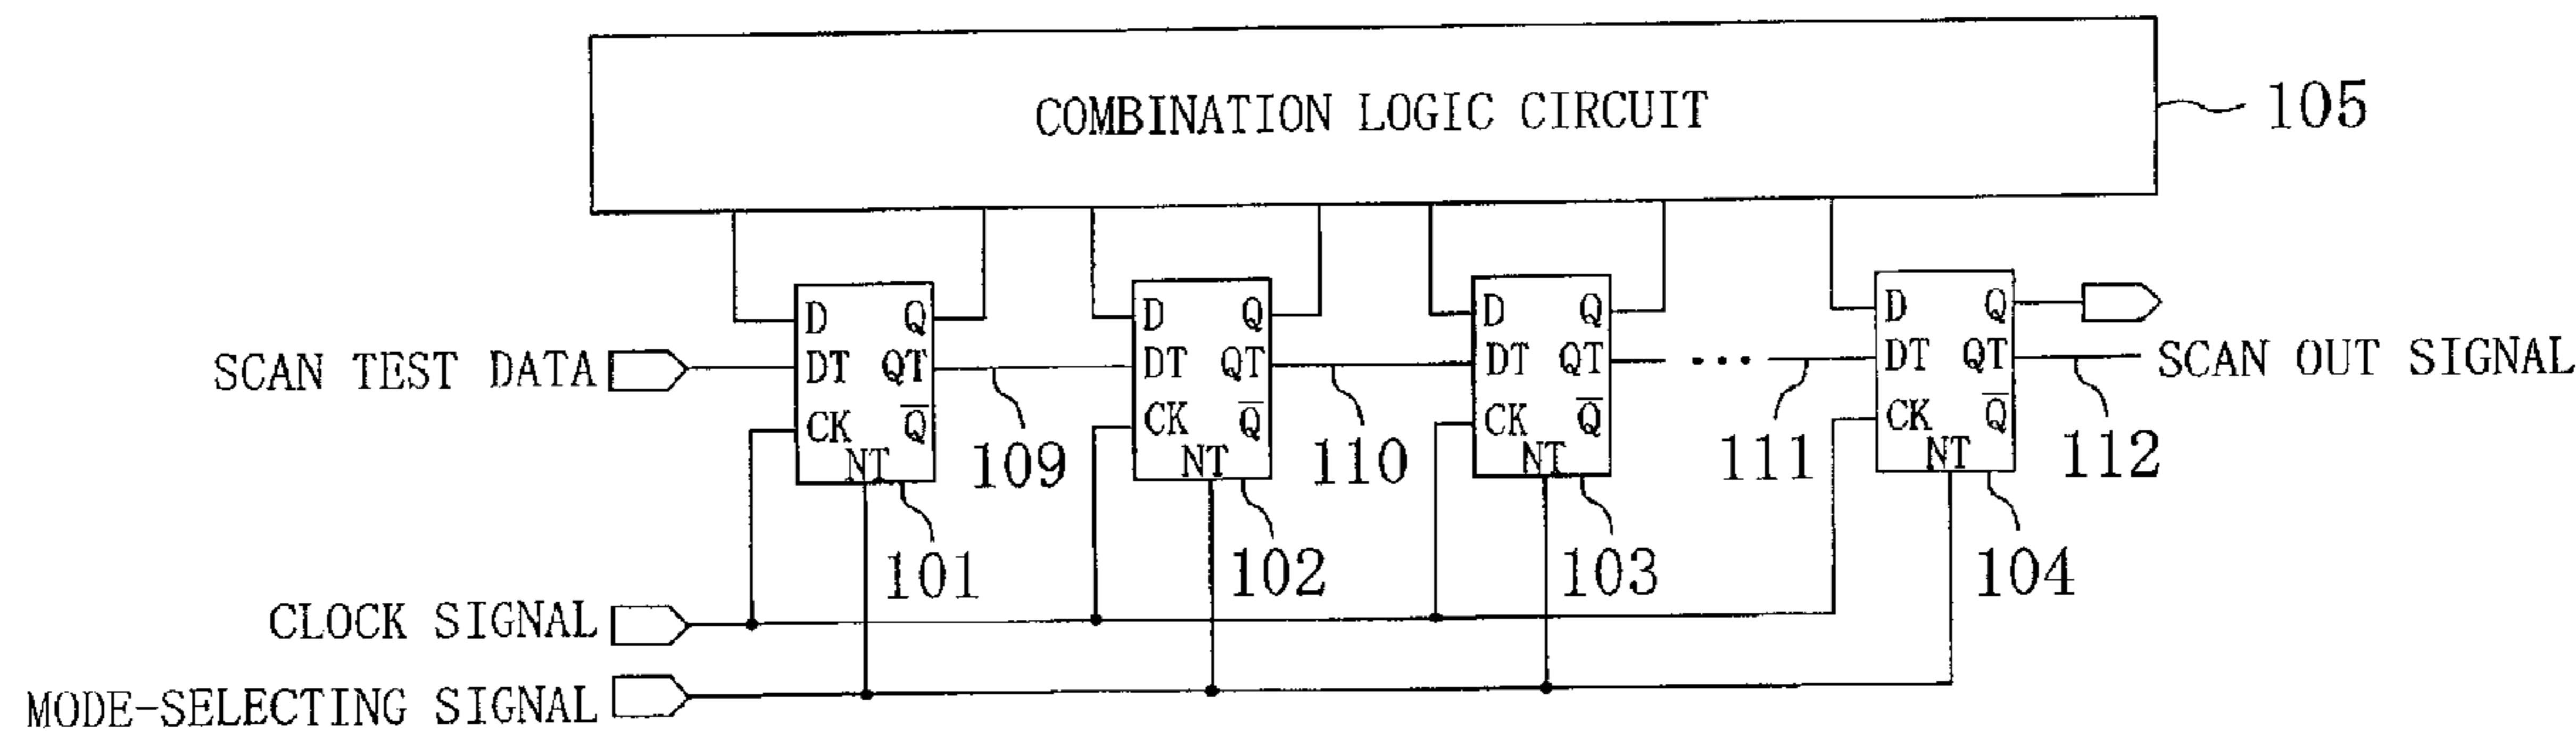 COMBINATION LOGIC CIRCUIT
105
D Q
DT QT
CK Q̅
NT
D Q
DT QT
CK Q̅
NT
D Q
DT QT
CK Q̅
NT
D Q
DT QT
CK Q̅
NT
SCAN TEST DATA
109
110
...
111
112
SCAN OUT SIGNAL
101
102
103
104
CLOCK SIGNAL
MODE-SELECTING SIGNAL